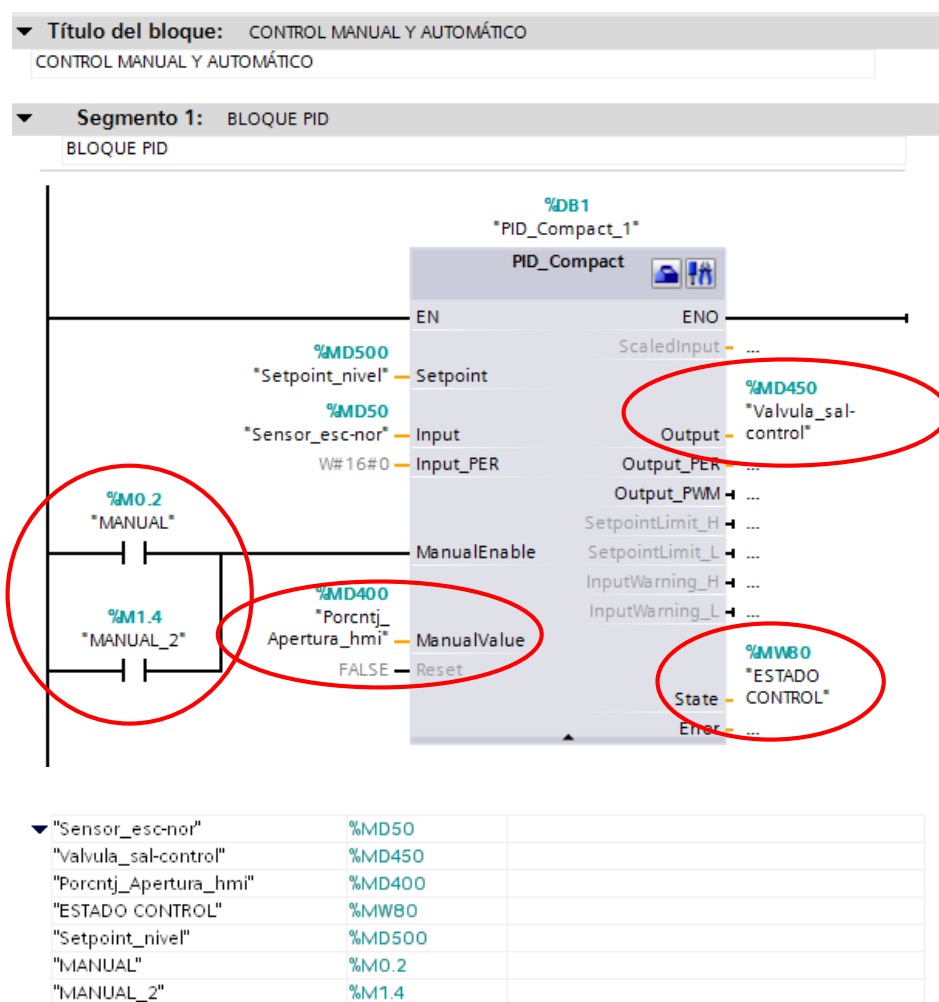 Título del bloque: CONTROL MANUAL Y AUTOMÁTICO
CONTROL MANUAL Y AUTOMÁTICO
Segmento 1: BLOQUE PID
BLOQUE PID
%DB1
"PID_Compact_1"
PID_Compact
EN ENO
ScaledInput ...
%MD500
"Setpoint_nivel" Setpoint
%MD450
"Valvula_sal-
control"
%MD50
"Sensor_esc-nor" Input
Output
W#16#0 Input_PER
Output_PER ...
Output_PWM ...
%M0.2
"MANUAL"
SetpointLimit_H ...
ManualEnable
SetpointLimit_L ...
InputWarning_H ...
%MD400
"Porcntj_
Apertura_hmi" ManualValue
InputWarning_L ...
%M1.4
"MANUAL_2"
FALSE Reset
%MW80
"ESTADO
CONTROL"
State
Error ...
"Sensor_esc-nor" %MD50
"Valvula_sal-control" %MD450
"Porcntj_Apertura_hmi" %MD400
"ESTADO CONTROL" %MW80
"Setpoint_nivel" %MD500
"MANUAL" %M0.2
"MANUAL_2" %M1.4